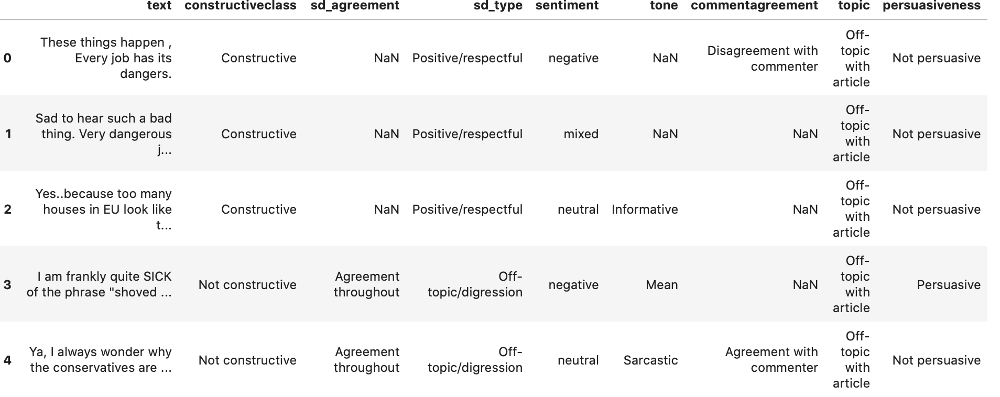 text constructiveclass sd_agreement sd_type sentiment tone commentagreement topic persuasiveness
0 These things happen , Every job has its dangers. Constructive NaN Positive/respectful negative NaN Disagreement with commenter Off-topic with article Not persuasive
1 Sad to hear such a bad thing. Very dangerous j... Constructive NaN Positive/respectful mixed NaN NaN Off-topic with article Not persuasive
2 Yes..because too many houses in EU look like t... Constructive NaN Positive/respectful neutral Informative NaN Off-topic with article Not persuasive
3 I am frankly quite SICK of the phrase "shoved ... Not constructive Agreement throughout Off-topic/digression negative Mean NaN Off-topic with article Persuasive
4 Ya, I always wonder why the conservatives are ... Not constructive Agreement throughout Off-topic/digression neutral Sarcastic Agreement with commenter Off-topic with article Not persuasive